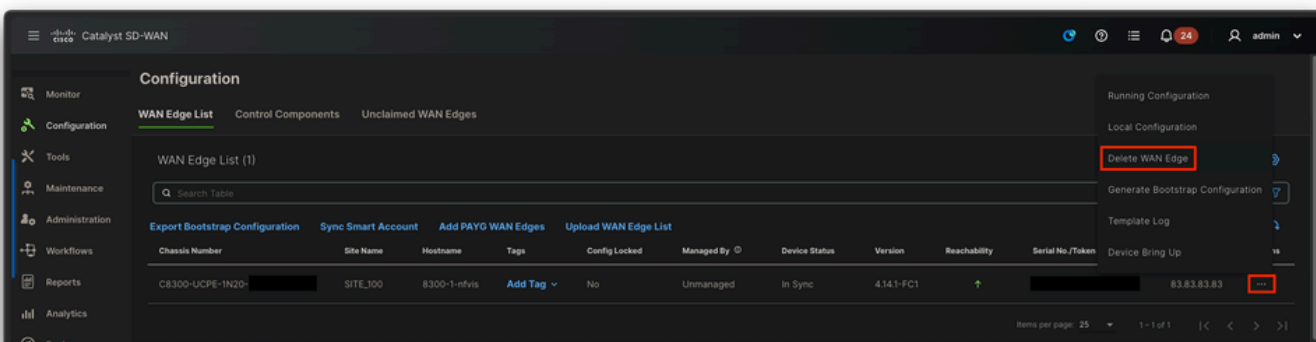 CISCO Catalyst SD-WAN 24 admin
Configuration
WAN Edge List Control Components Unclaimed WAN Edges
WAN Edge List (1)
Search Table
Export Bootstrap Configuration Sync Smart Account Add PAYG WAN Edges Upload WAN Edge List
Chassis Number Site Name Hostname Tags Config Locked Managed By Device Status Version Reachability Serial No./Token
C8300-UCPE-1N20- SITE_100 8300-1-nfvis Add Tag No Unmanaged In Sync 4.14.1-FC1 83.83.83.83 ...
Items per page: 25 1 – 1 of 1
Monitor
Configuration
Tools
Maintenance
Administration
Workflows
Reports
Analytics
Running Configuration
Local Configuration
Delete WAN Edge
Generate Bootstrap Configuration
Template Log
Device Bring Up